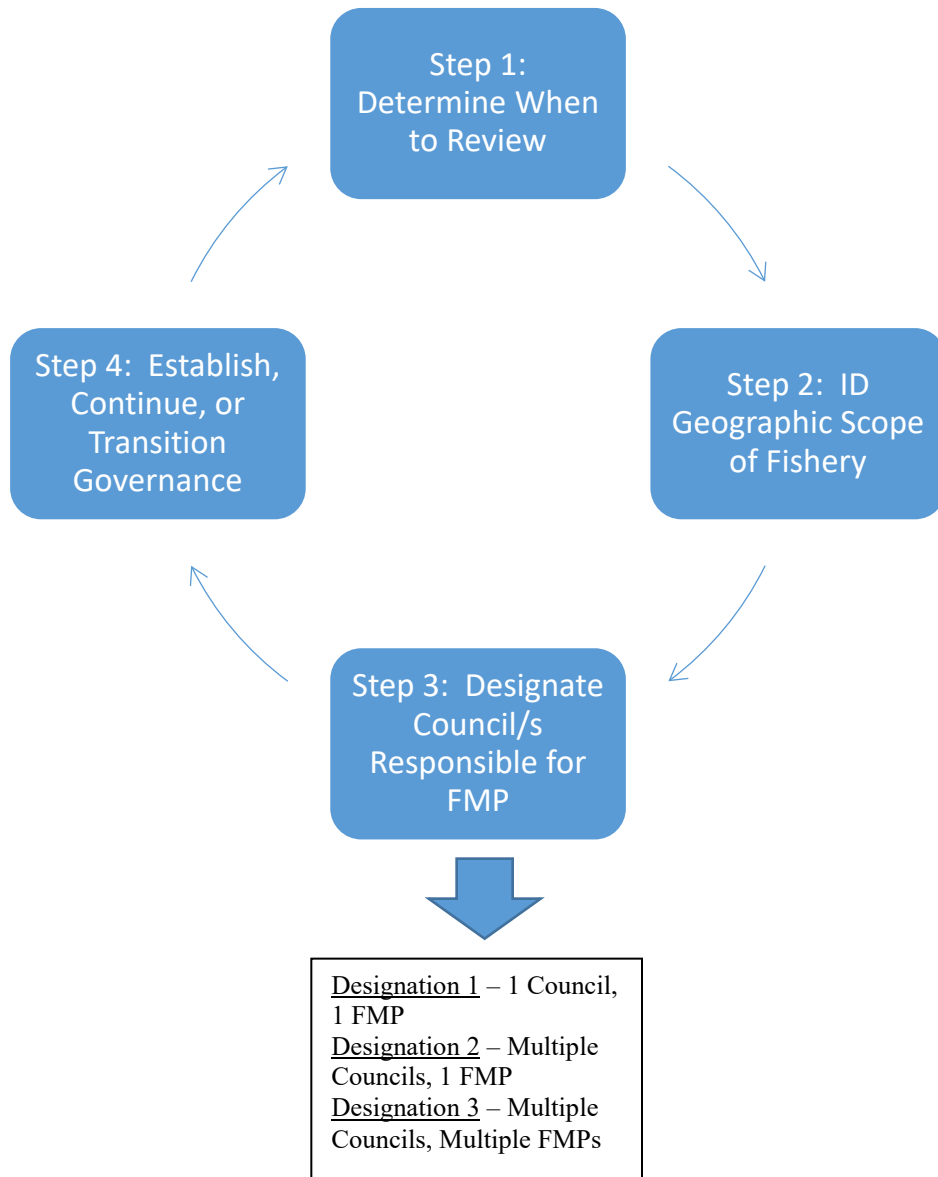 Step 1:
Determine When
to Review
Step 2:  ID
Geographic Scope
of Fishery
Step 3:  Designate
Council/s
Responsible for
FMP
Step 4:  Establish,
Continue, or
Transition
Governance
Designation 1 – 1 Council,
1 FMP
Designation 2 – Multiple
Councils, 1 FMP
Designation 3 – Multiple
Councils, Multiple FMPs